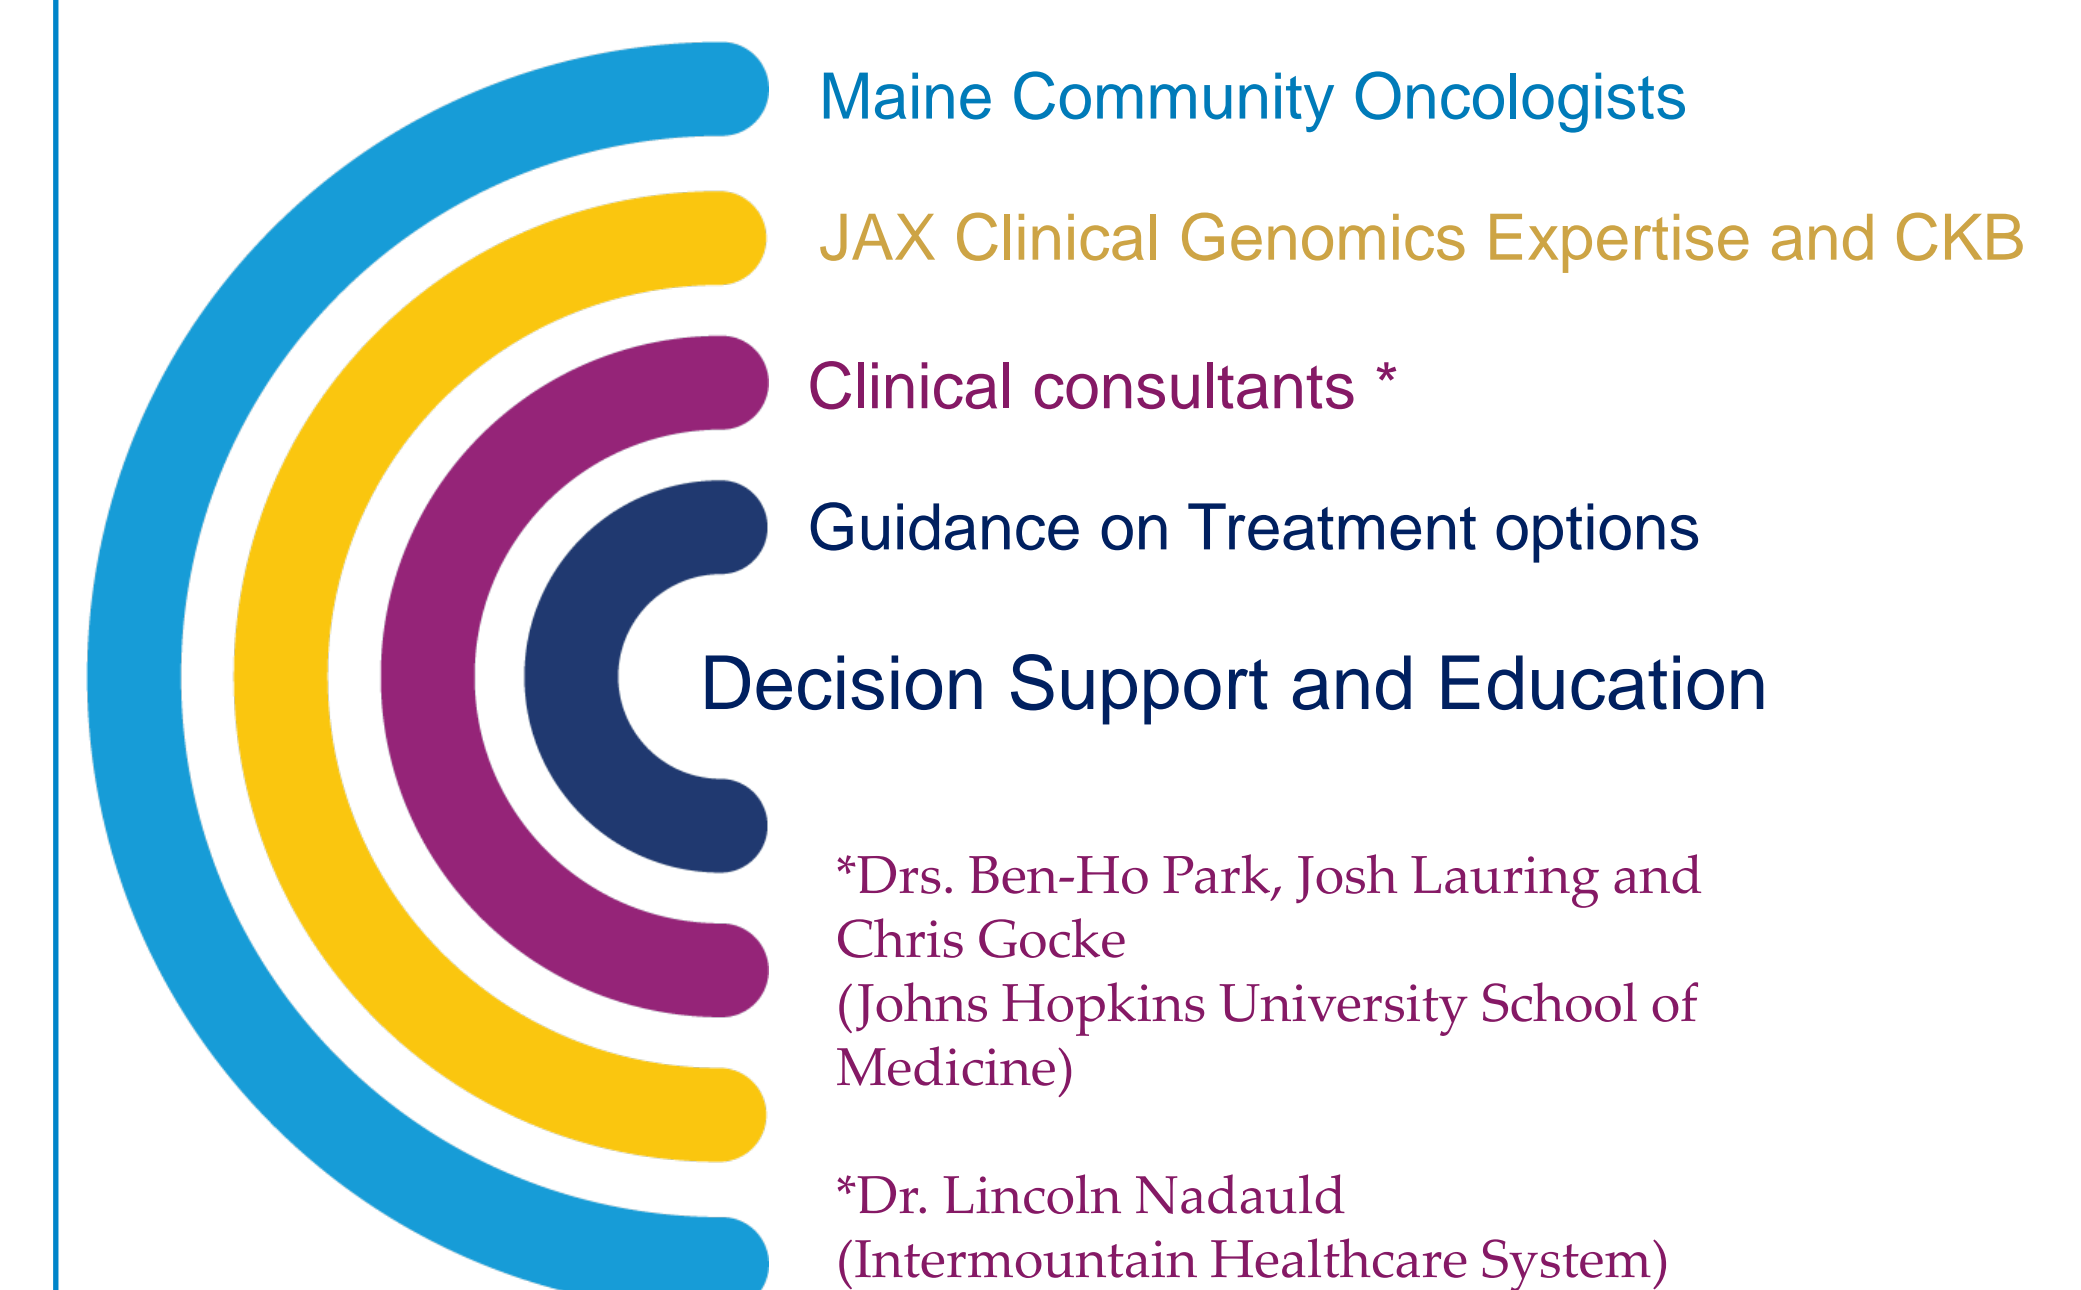 Maine Community Oncologists
JAX Clinical Genomics Expertise and CKB
Clinical consultants *
Guidance on Treatment options
Decision Support and Education
*Drs. Ben-Ho Park, Josh Lauring and
Chris Gocke
(Johns Hopkins University School of
Medicine)
*Dr. Lincoln Nadauld
(Intermountain Healthcare System)